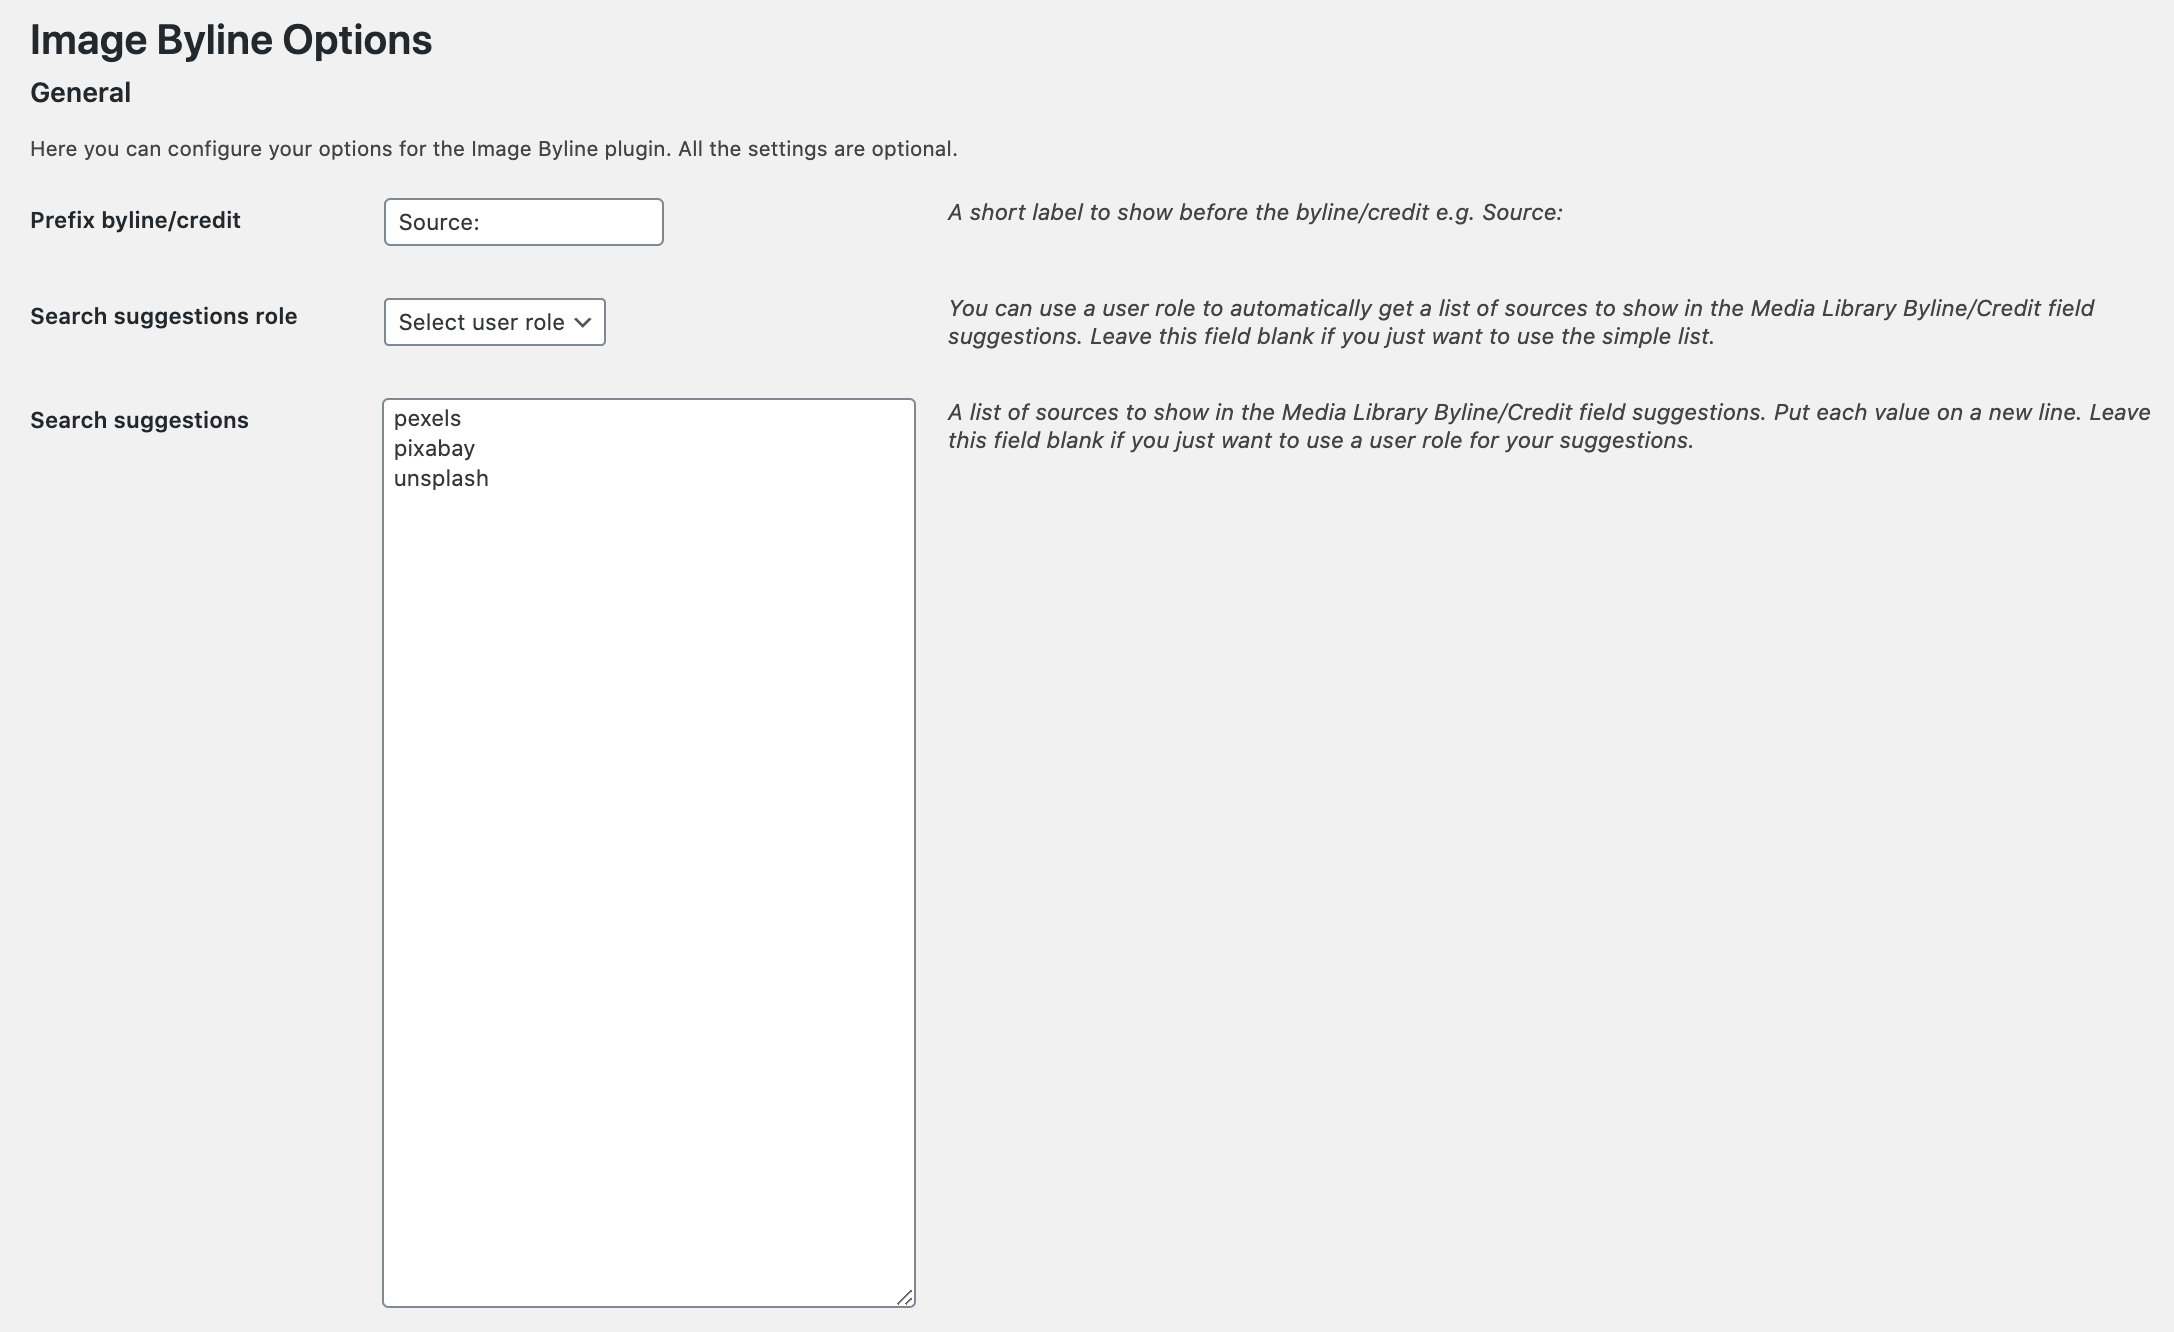 Image Byline Options
General
Here you can configure your options for the Image Byline plugin. All the settings are optional.
Prefix byline/credit
Source:
A short label to show before the byline/credit e.g. Source:
Search suggestions role
Select user role
You can use a user role to automatically get a list of sources to show in the Media Library Byline/Credit field
suggestions. Leave this field blank if you just want to use the simple list.
Search suggestions
pexels
pixabay
unsplash
A list of sources to show in the Media Library Byline/Credit field suggestions. Put each value on a new line. Leave
this field blank if you just want to use a user role for your suggestions.